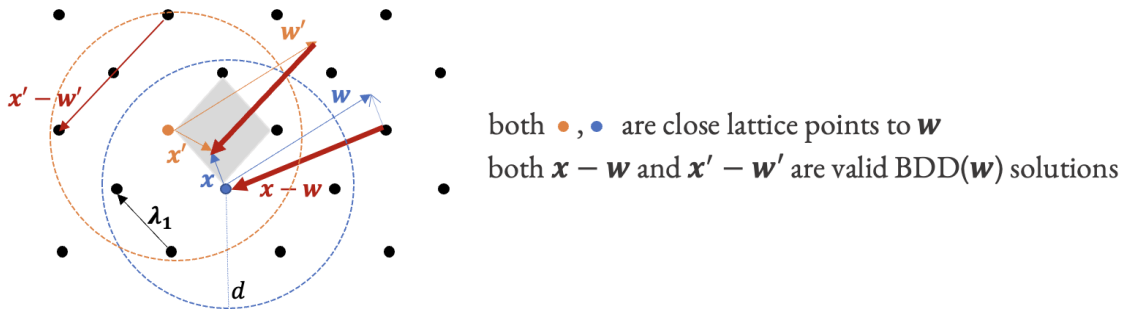 w'
w
x' − w'
x'
x
x − w
λ₁
d
both , are close lattice points to w
both x − w and x' − w' are valid BDD(w) solutions